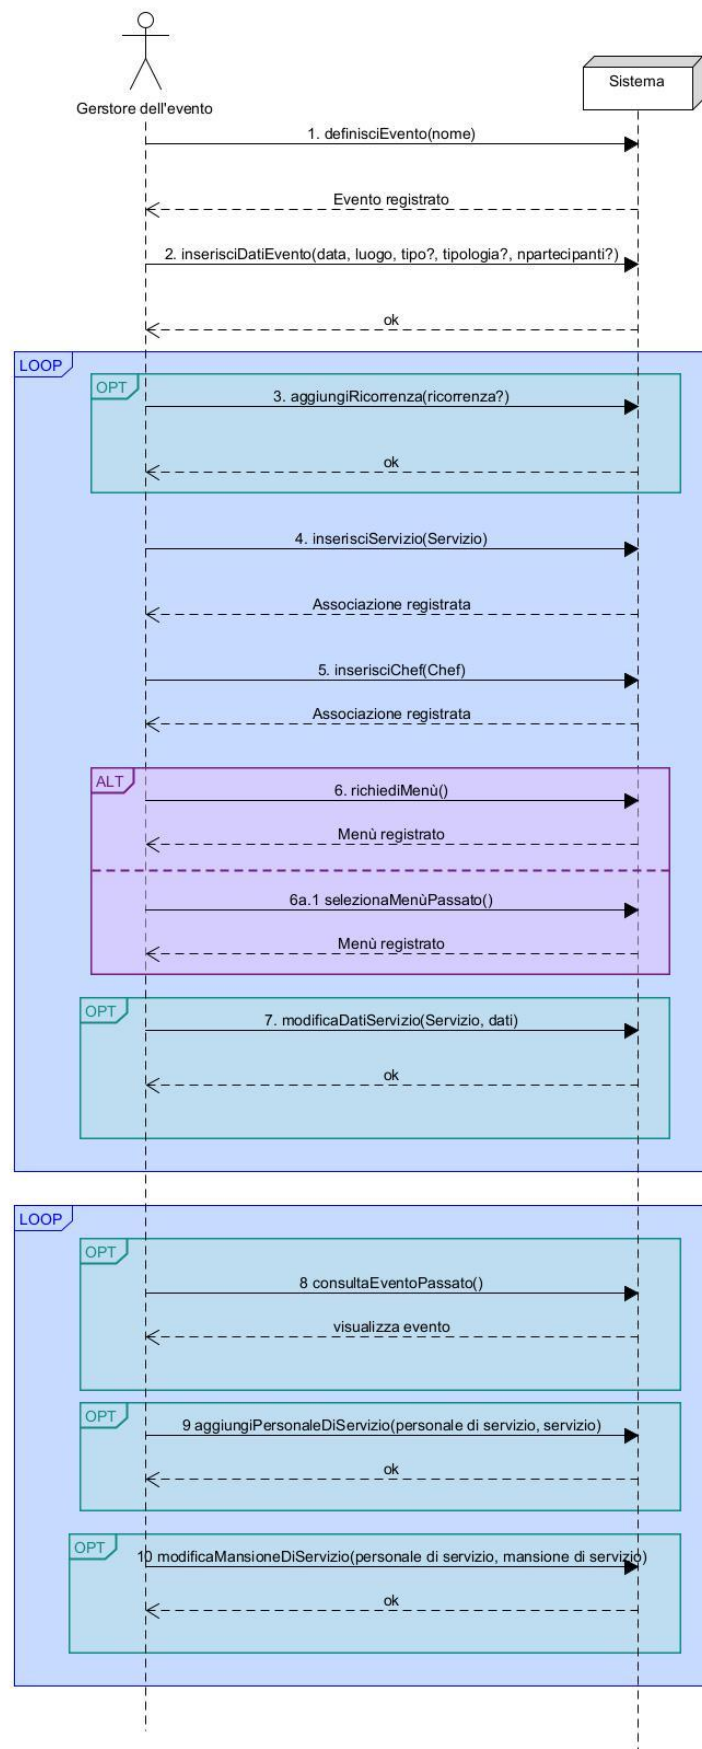 Gerstore dell'evento
Sistema
1. definisciEvento(nome)
Evento registrato
2. inserisciDatiEvento(data, luogo, tipo?, tipologia?, npartecipanti?)
ok
LOOP
OPT
3. aggiungiRicorrenza(ricorrenza?)
ok
4. inserisciServizio(Servizio)
Associazione registrata
5. inserisciChef(Chef)
Associazione registrata
ALT
6. richiediMenù()
Menù registrato
6a.1 selezionaMenùPassato()
Menù registrato
OPT
7. modificaDatiServizio(Servizio, dati)
ok
LOOP
OPT
8 consultaEventoPassato()
visualizza evento
OPT
9 aggiungiPersonaleDiServizio(personale di servizio, servizio)
ok
OPT
10 modificaMansioneDiServizio(personale di servizio, mansione di servizio)
ok